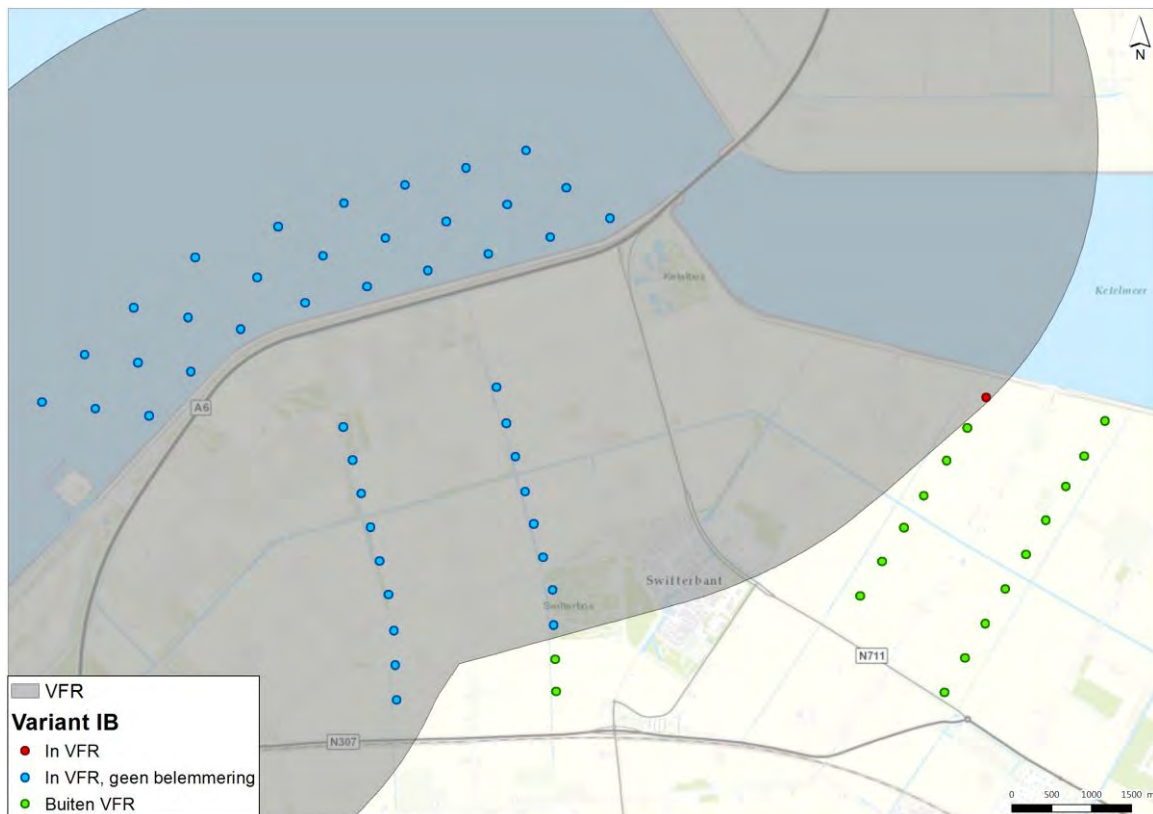 N
Ketelmeer
A6
Swifterbant
N711
N307
VFR
Variant IB
In VFR
In VFR, geen belemmering
Buiten VFR
0 500 1000 1500 m